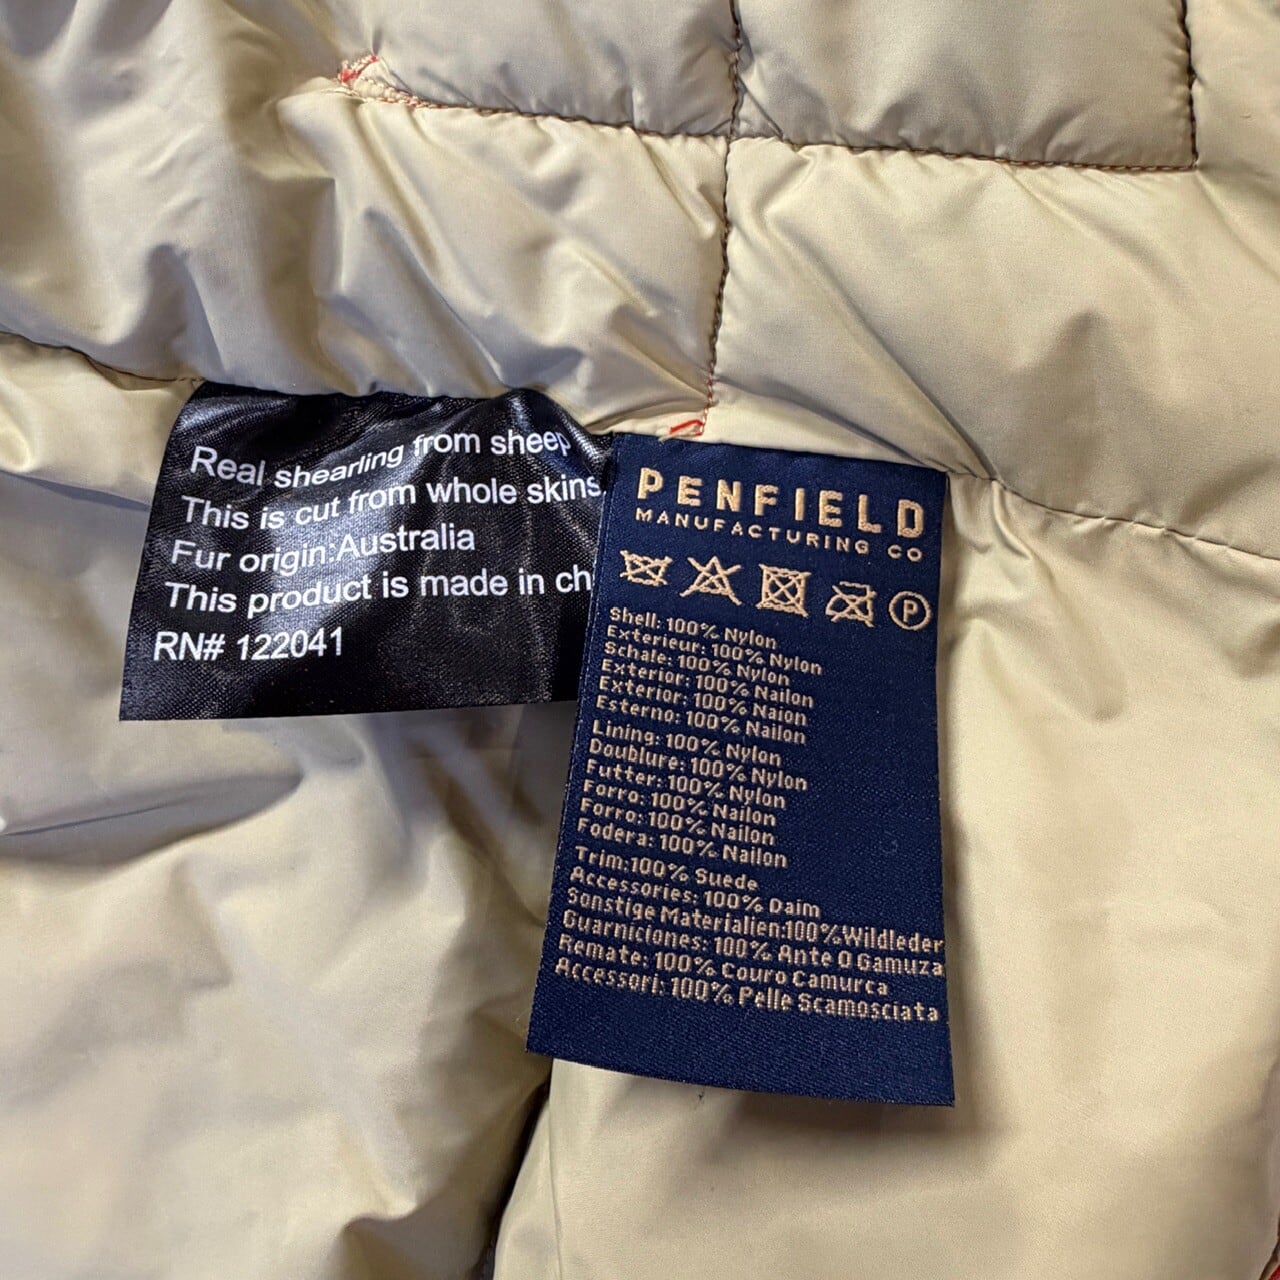 Real shearling from sheep
This is cut from whole skins.
Fur origin:Australia
This product is made in ch
RN# 122041
PENFIELD
MANUFACTURING CO
P
Shell: 100% Nylon
Exterieur: 100% Nylon
Schale: 100% Nylon
Exterior: 100% Nailon
Exterior: 100% Naion
Esterno: 100% Nailon
Lining: 100% Nylon
Doublure: 100% Nylon
Futter: 100% Nylon
Forro: 100% Nailon
Forro: 100% Nailon
Fodera: 100% Nailon
Trim:100% Suede
Accessories: 100% Daim
Sonstige Materialien:100%Wildleder
Guarniciones: 100% Ante O Gamuza
Remate: 100% Couro Camurca
Accessori: 100% Pelle Scamosciata